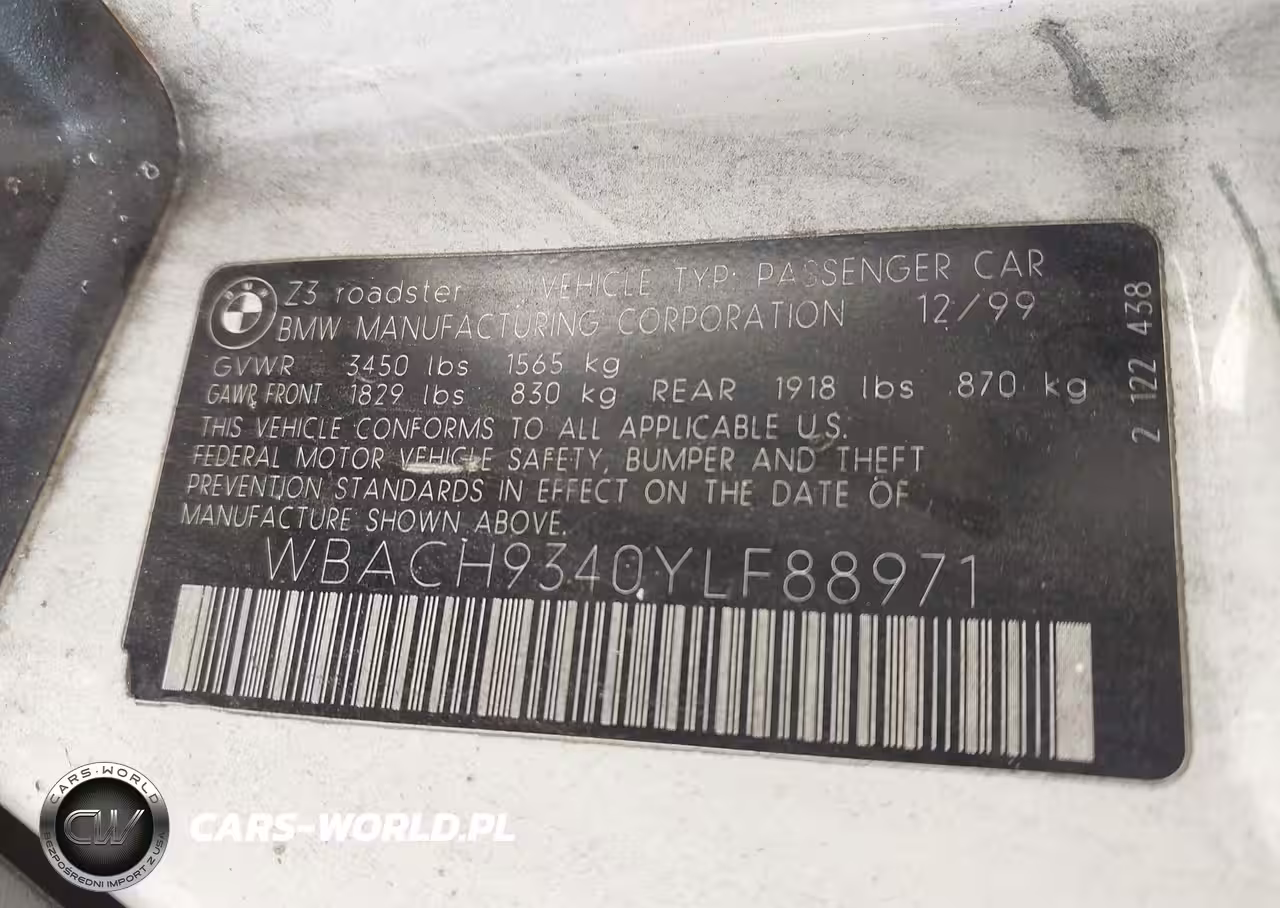 Z3 roadster VEHICLE TYP: PASSENGER CAR
BMW MANUFACTURING CORPORATION 12/99
GVWR 3450 lbs 1565 kg
GAWR FRONT 1829 lbs 830 kg REAR 1918 lbs 870 kg
THIS VEHICLE CONFORMS TO ALL APPLICABLE U.S.
FEDERAL MOTOR VEHICLE SAFETY, BUMPER AND THEFT
PREVENTION STANDARDS IN EFFECT ON THE DATE OF
MANUFACTURE SHOWN ABOVE.
WBACH9340YLF88971
2 122 438
CARS-WORLD
CW
BEZPOŚREDNI IMPORT Z USA
CARS-WORLD.PL